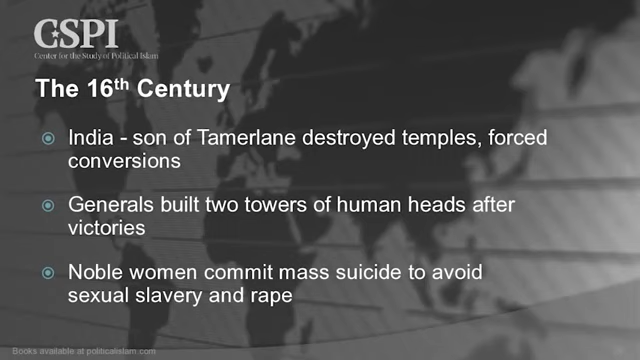 CSPI
Center for the Study of Political Islam
The 16th Century
India - son of Tamerlane destroyed temples, forced
conversions
Generals built two towers of human heads after
victories
Noble women commit mass suicide to avoid
sexual slavery and rape
Books available at politicalislam.com